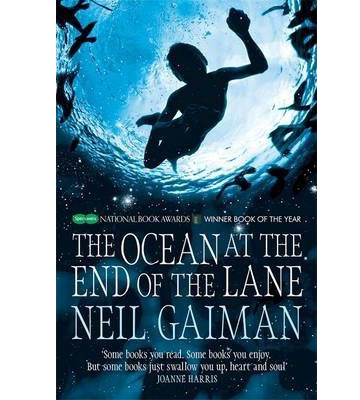 Specsavers NATIONAL BOOK AWARDS WINNER BOOK OF THE YEAR
THE OCEAN AT THE
END OF THE LANE
NEIL GAIMAN
'Some books you read. Some books you enjoy.
But some books just swallow you up, heart and soul'
JOANNE HARRIS